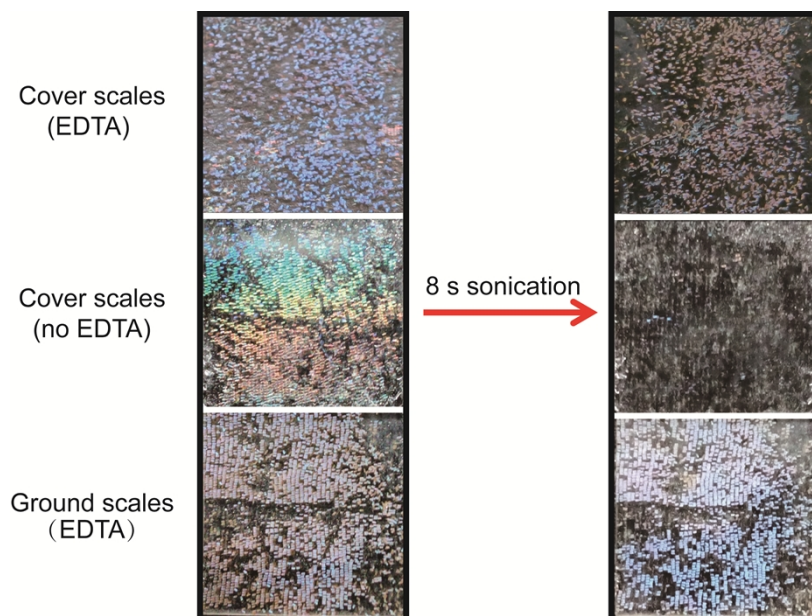 Cover scales
(EDTA)
Cover scales
(no EDTA)
8 s sonication
Ground scales
（EDTA）